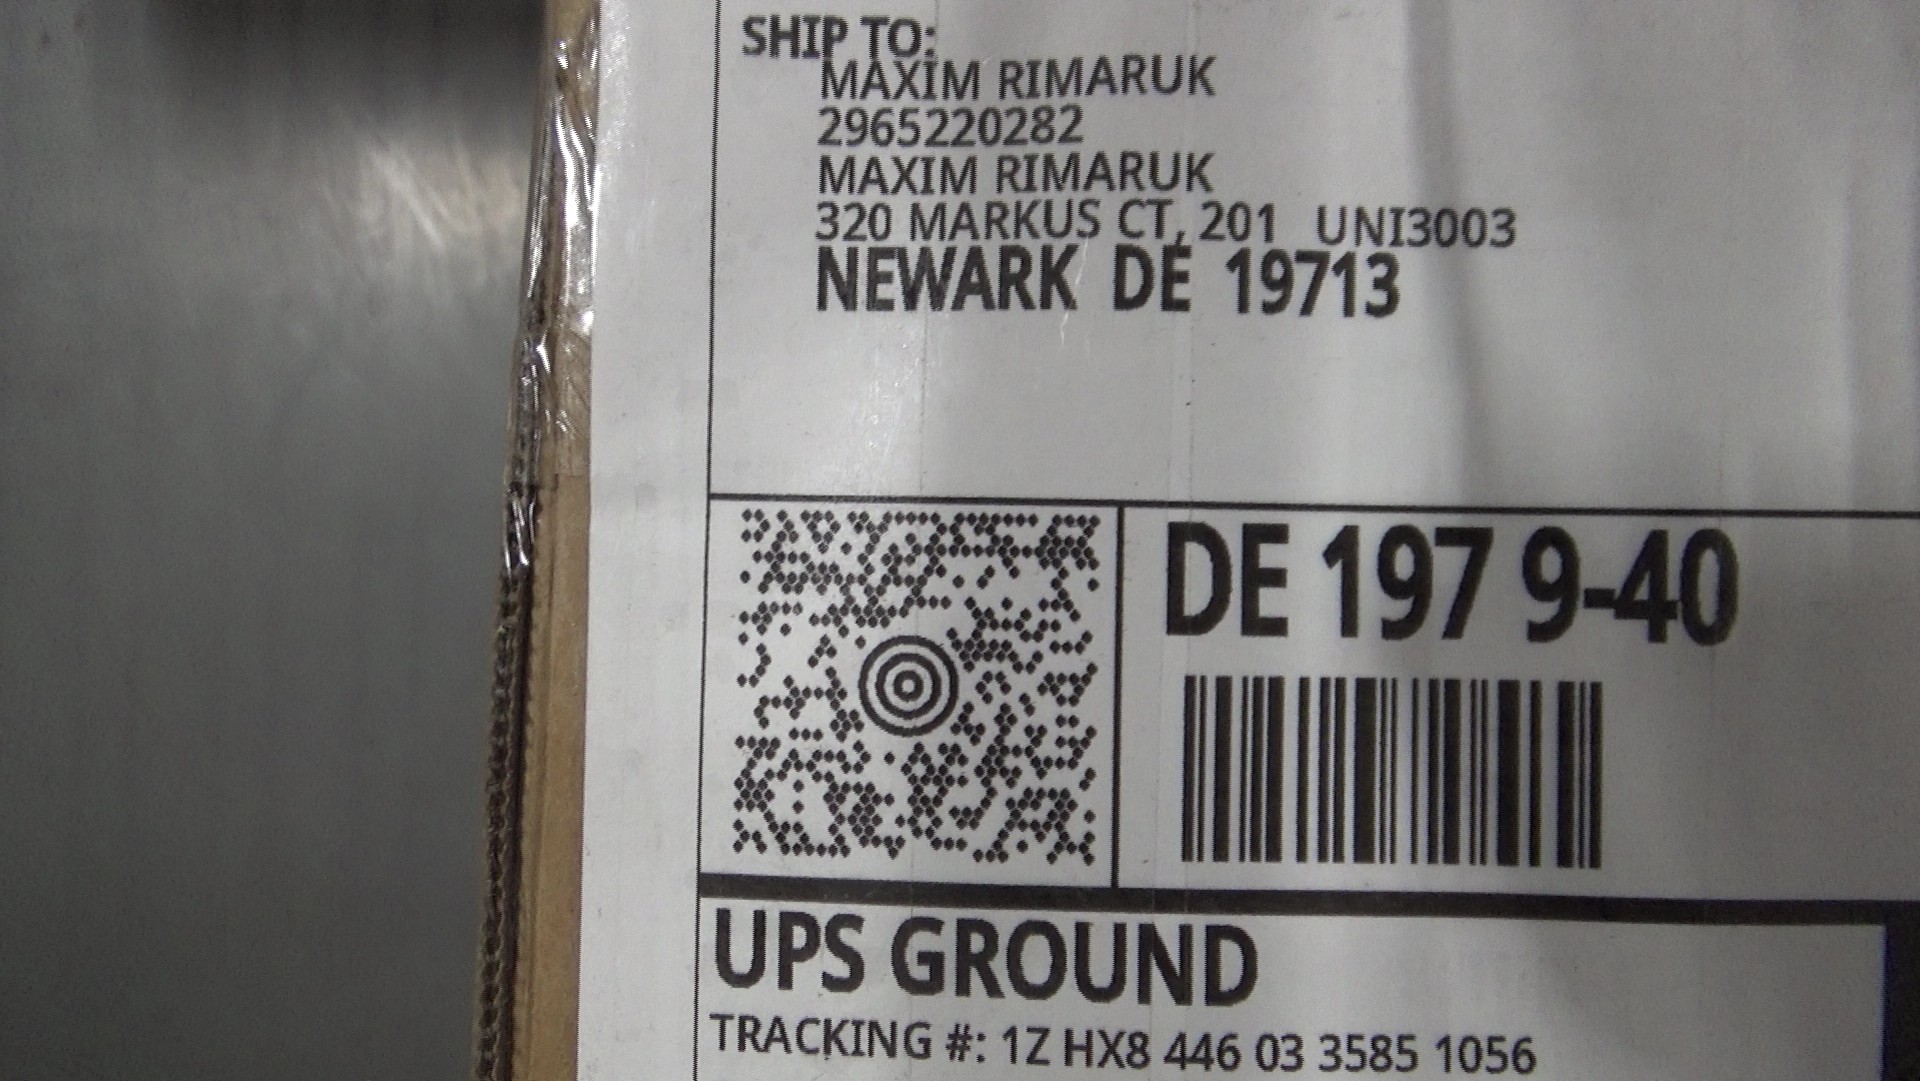 SHIP TO:
MAXIM RIMARUK
2965220282
MAXIM RIMARUK
320 MARKUS CT, 201 UNI3003
NEWARK DE 19713
DE 197 9-40
UPS GROUND
TRACKING #: 1Z HX8 446 03 3585 1056